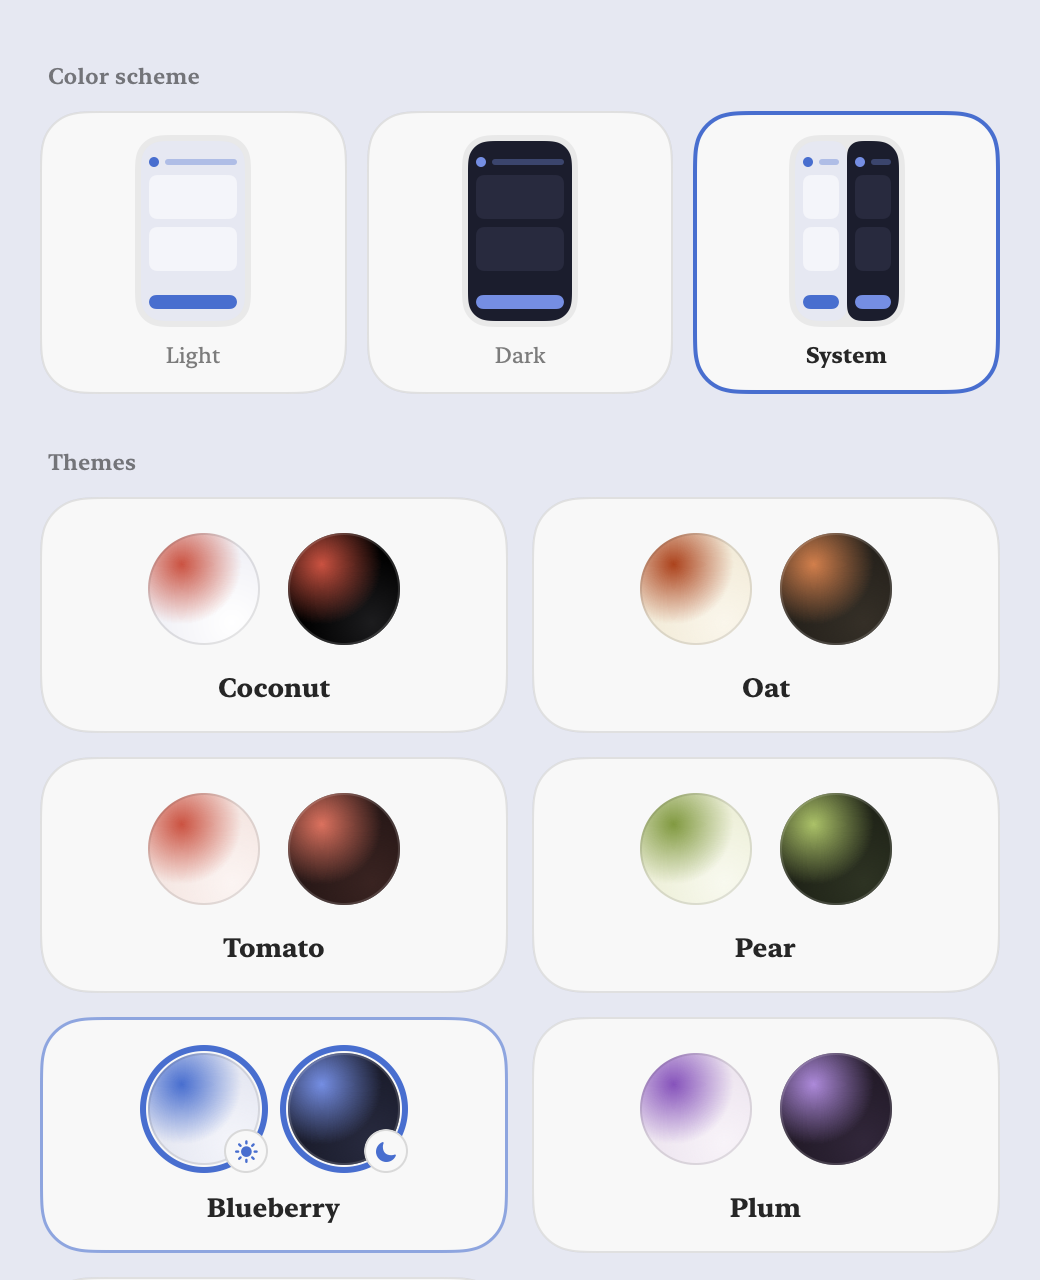 Color scheme
Light
Dark
System
Themes
Coconut
Oat
Tomato
Pear
Blueberry
Plum